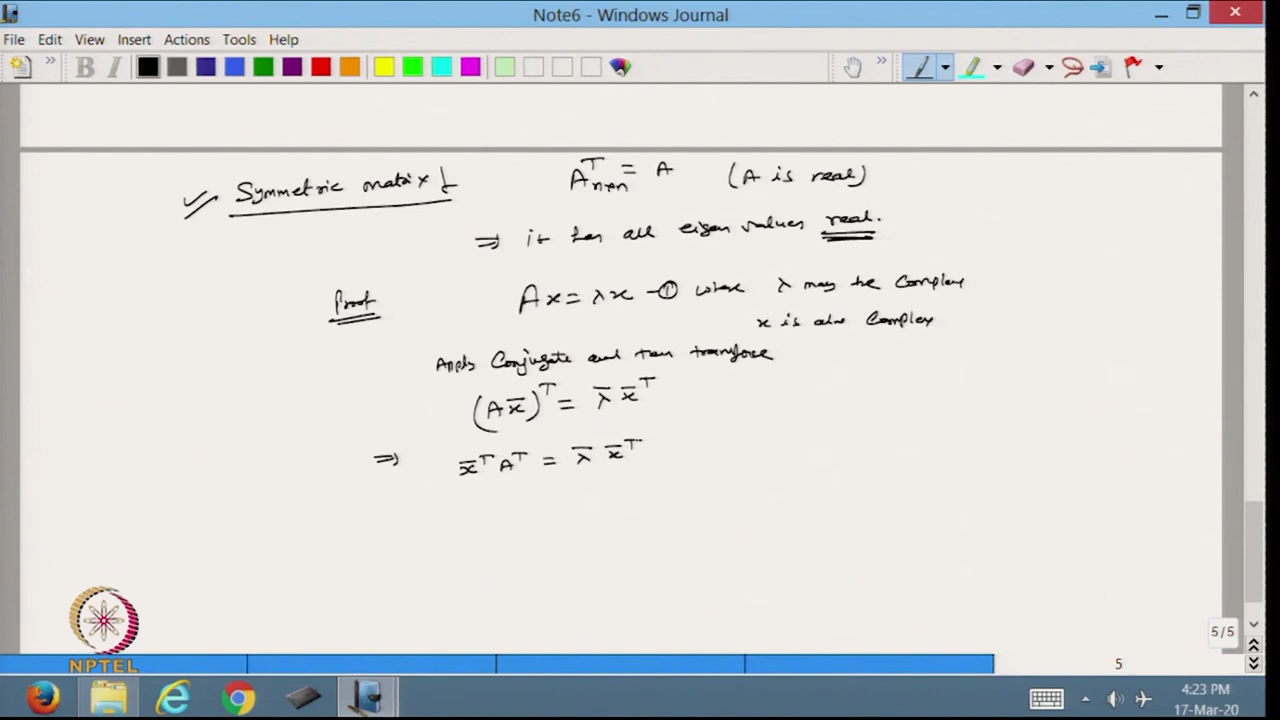 Note6 - Windows Journal
File Edit View Insert Actions Tools Help
Symmetric matrix Aᵀₙₓₙ = A (A is real)
⇒ it has all eigen values real.
Proof Ax = λx —① where λ may be Complex
x is also Complex
Apply Conjugate and then transpose
(Ax̄)ᵀ = λ̄ x̄ᵀ
⇒ x̄ᵀ Aᵀ = λ̄ x̄ᵀ
5/5
NPTEL
5
4:23 PM
17-Mar-20